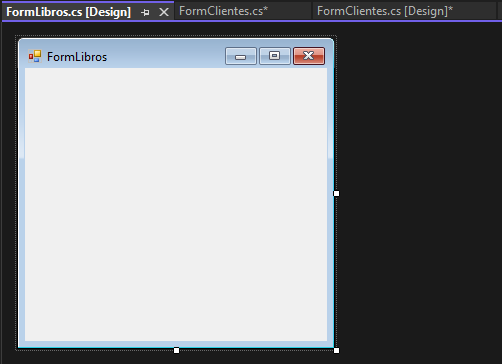 FormLibros.cs [Design]
FormClientes.cs*
FormClientes.cs [Design]*
FormLibros